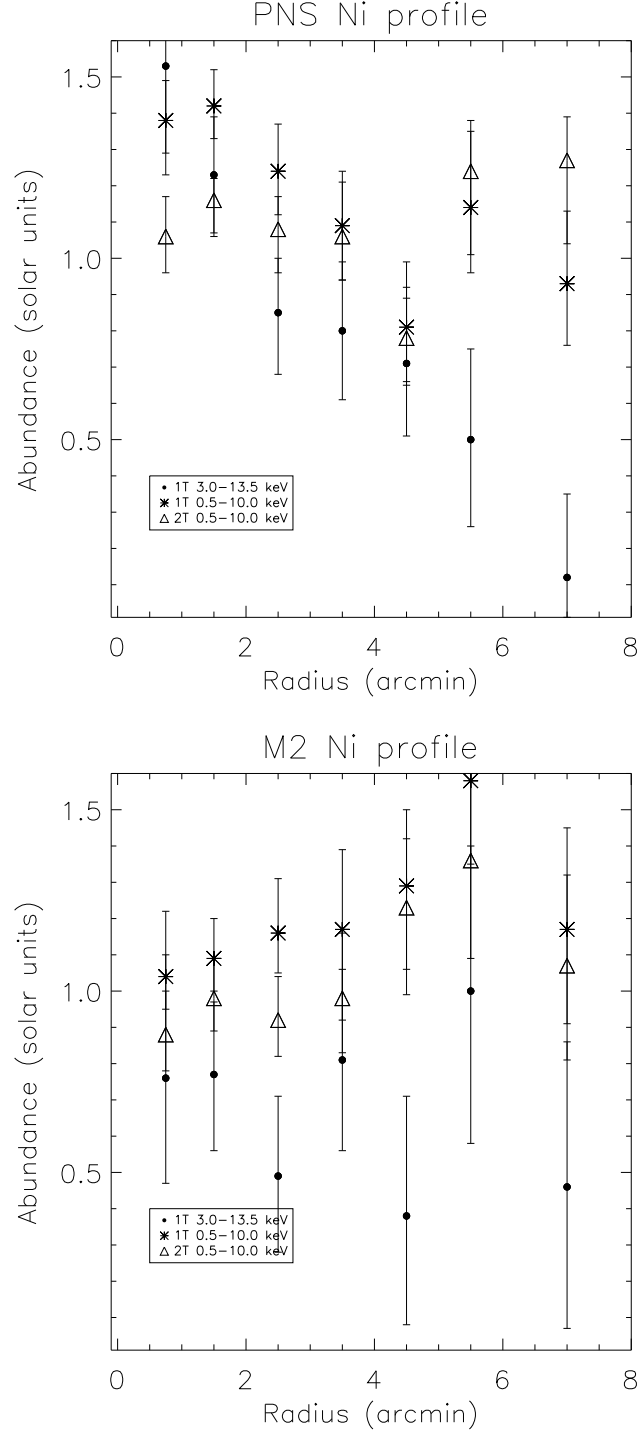 PNS Ni profile
1.5
1.0
0.5
Abundance (solar units)
1T 3.0−13.5 keV
1T 0.5−10.0 keV
2T 0.5−10.0 keV
0 2 4 6 8
Radius (arcmin)
M2 Ni profile
1.5
1.0
0.5
Abundance (solar units)
1T 3.0−13.5 keV
1T 0.5−10.0 keV
2T 0.5−10.0 keV
0 2 4 6 8
Radius (arcmin)